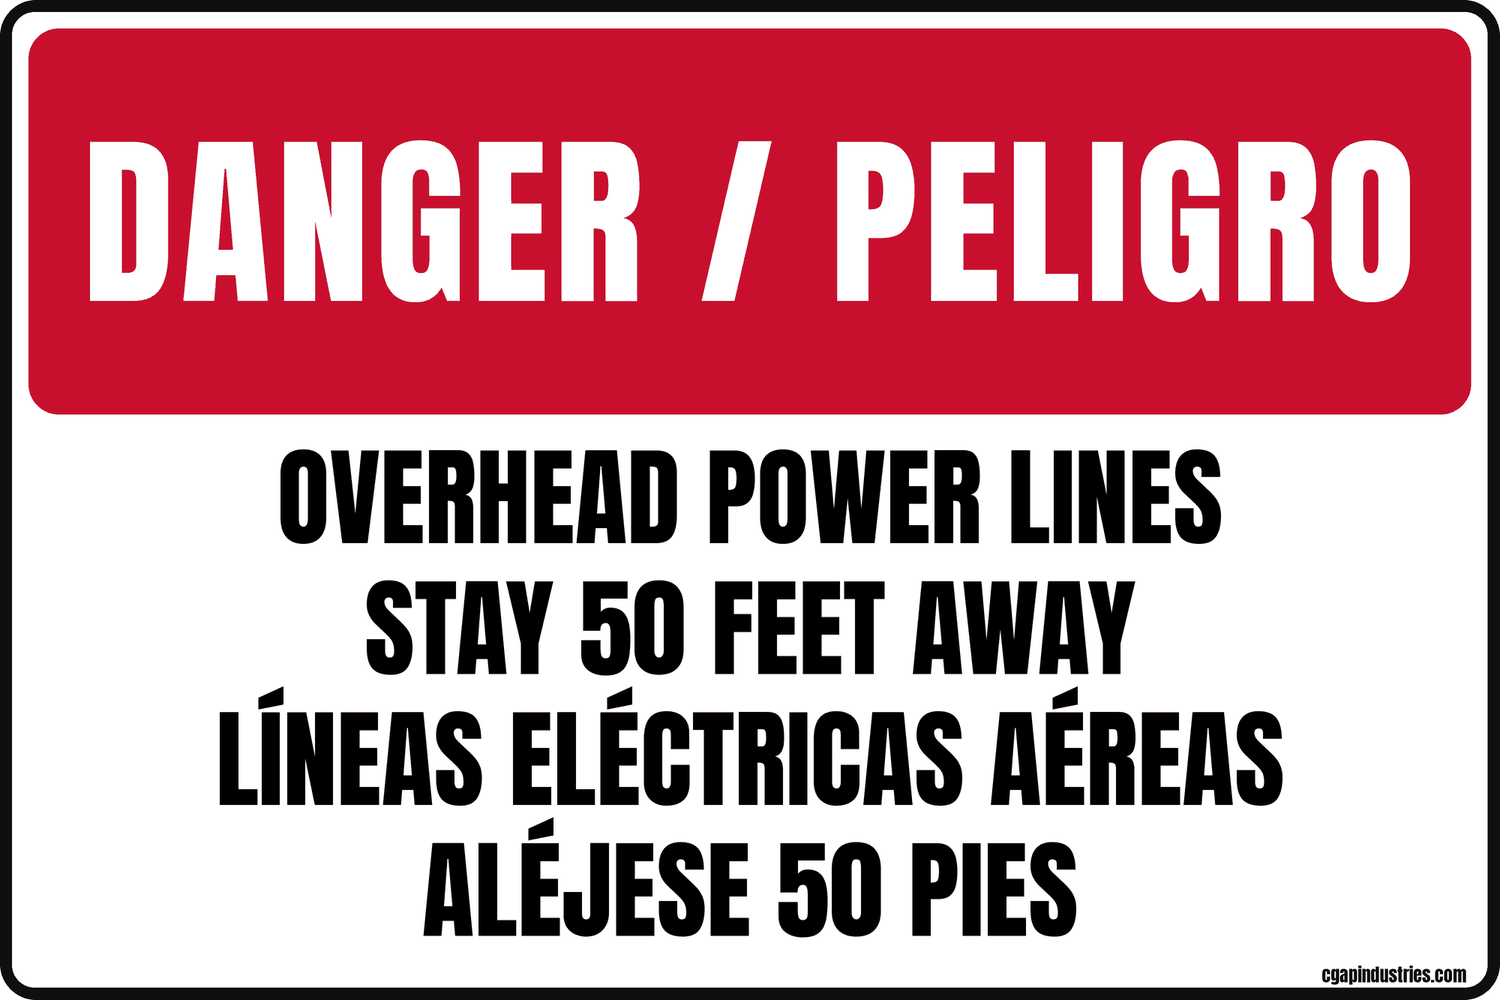 DANGER / PELIGRO
OVERHEAD POWER LINES
STAY 50 FEET AWAY
LÍNEAS ELÉCTRICAS AÉREAS
ALÉJESE 50 PIES
cgapindustries.com